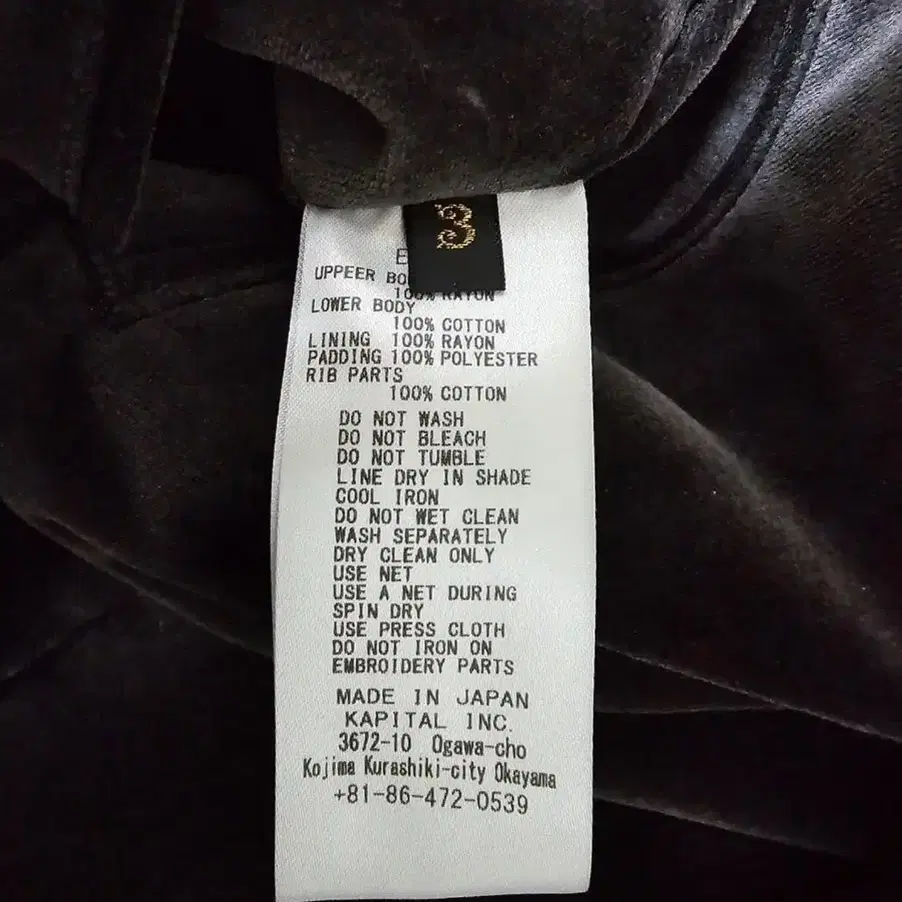 3
UPPEER BO
100% RAYON
LOWER BODY
100% COTTON
LINING 100% RAYON
PADDING 100% POLYESTER
RIB PARTS
100% COTTON
DO NOT WASH
DO NOT BLEACH
DO NOT TUMBLE
LINE DRY IN SHADE
COOL IRON
DO NOT WET CLEAN
WASH SEPARATELY
DRY CLEAN ONLY
USE NET
USE A NET DURING
SPIN DRY
USE PRESS CLOTH
DO NOT IRON ON
EMBROIDERY PARTS
MADE IN JAPAN
KAPITAL INC.
3672-10 Ogawa-cho
Kojima Kurashiki-city Okayama
+81-86-472-0539